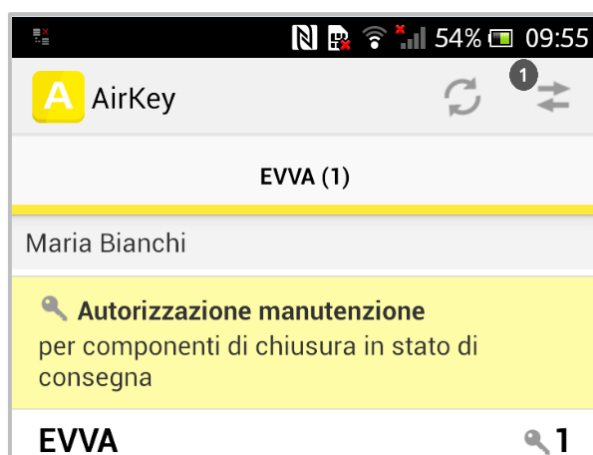 54% 09:55
A AirKey 1
EVVA (1)
Maria Bianchi
Autorizzazione manutenzione
per componenti di chiusura in stato di
consegna
EVVA 1